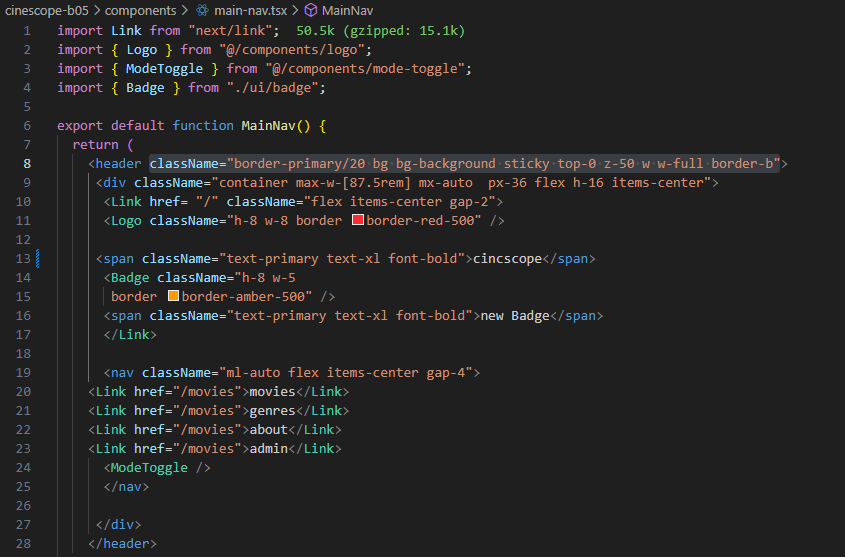 cinescope-b05 > components > main-nav.tsx > MainNav
1 import Link from "next/link"; 50.5k (gzipped: 15.1k)
2 import { Logo } from "@/components/logo";
3 import { ModeToggle } from "@/components/mode-toggle";
4 import { Badge } from "./ui/badge";
5
6 export default function MainNav() {
7 return (
8 <header className="border-primary/20 bg bg-background sticky top-0 z-50 w w-full border-b">
9 <div className="container max-w-[87.5rem] mx-auto  px-36 flex h-16 items-center">
10 <Link href= "/" className="flex items-center gap-2">
11 <Logo className="h-8 w-8 border border-red-500" />
12
13 <span className="text-primary text-xl font-bold">cincscope</span>
14 <Badge className="h-8 w-5
15 border border-amber-500" />
16 <span className="text-primary text-xl font-bold">new Badge</span>
17 </Link>
18
19 <nav className="ml-auto flex items-center gap-4">
20 <Link href="/movies">movies</Link>
21 <Link href="/movies">genres</Link>
22 <Link href="/movies">about</Link>
23 <Link href="/movies">admin</Link>
24 <ModeToggle />
25 </nav>
26
27 </div>
28 </header>